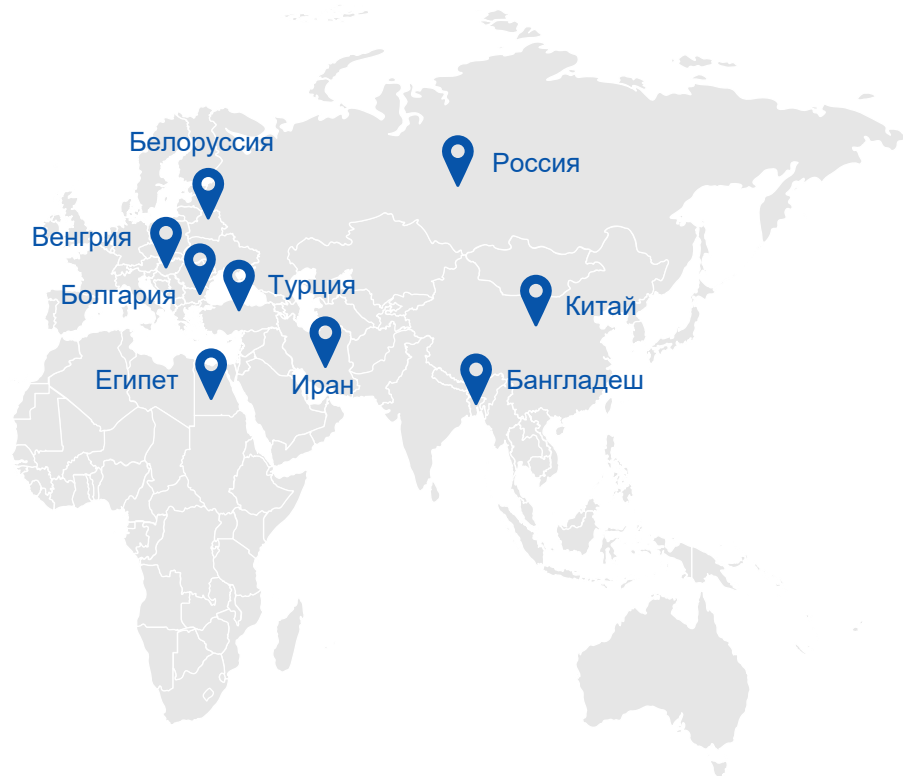 Белоруссия
Россия
Венгрия
Болгария
Турция
Китай
Египет
Иран
Бангладеш